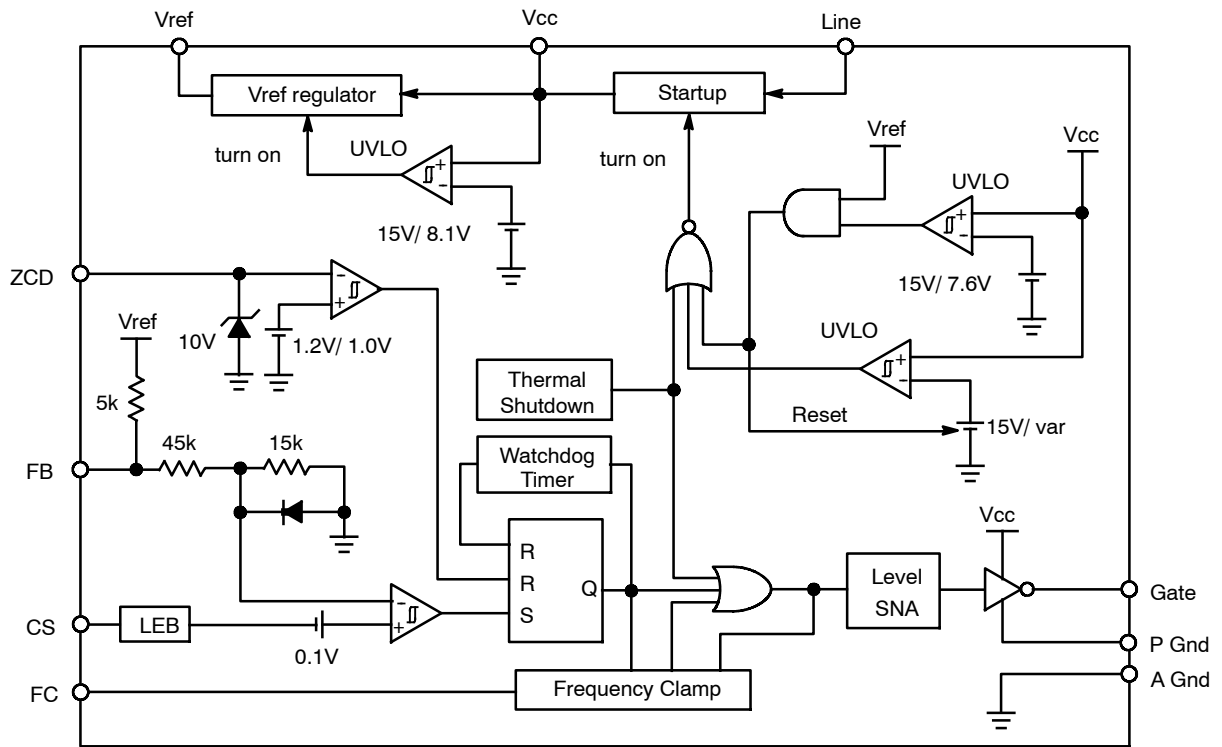 Vref
Vcc
Line
Vref regulator
Startup
turn on
UVLO
turn on
Vref
Vcc
UVLO
+
−
15V/ 8.1V
+
−
15V/ 7.6V
ZCD
−
+
10V
1.2V/ 1.0V
Vref
5k
UVLO
+
−
Thermal
Shutdown
Reset
15V/ var
FB
45k
15k
Watchdog
Timer
R
R
S
Q
Vcc
Level
SNA
Gate
CS
LEB
0.1V
−
+
P Gnd
A Gnd
FC
Frequency Clamp